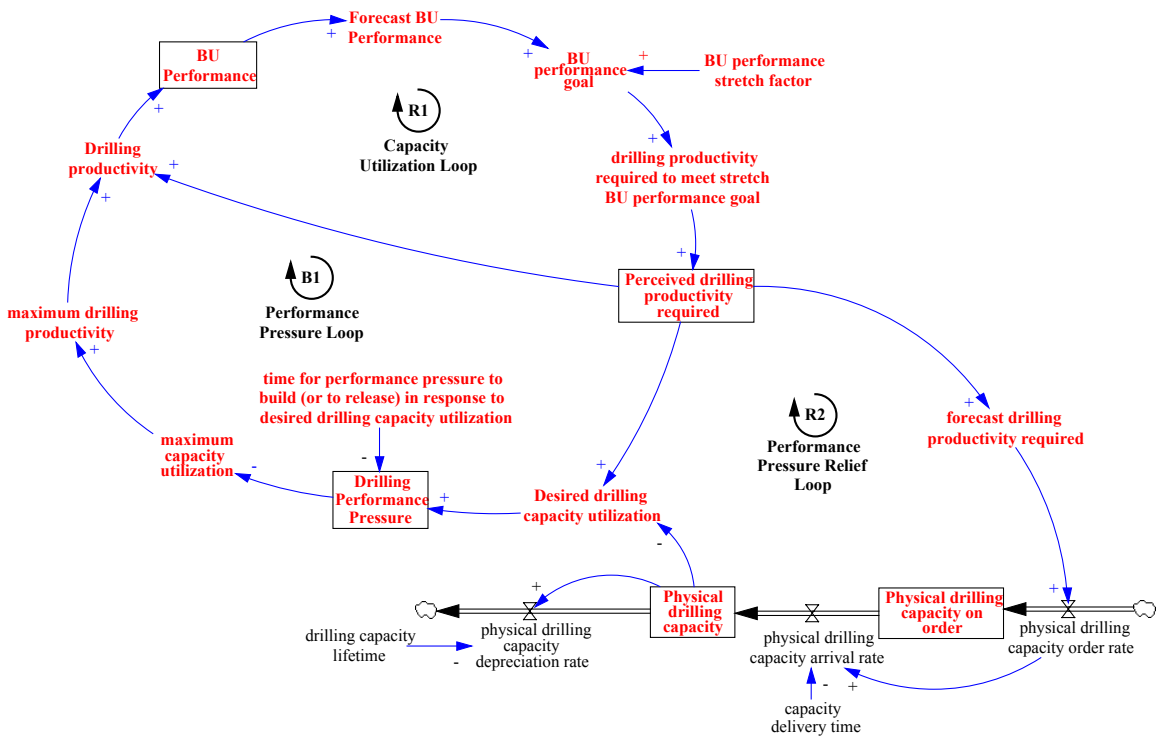 Forecast BU
Performance
+
+
BU
Performance
BU
performance
goal
+
BU performance
stretch factor
+
R1
Capacity
Utilization Loop
+
Drilling
productivity
+
drilling productivity
required to meet stretch
BU performance goal
+
+
B1
Performance
Pressure Loop
Perceived drilling
productivity
required
maximum drilling
productivity
+
time for performance pressure to
build (or to release) in response to
desired drilling capacity utilization
R2
Performance
Pressure Relief
Loop
+
forecast drilling
productivity required
maximum
capacity
utilization
-
-
Drilling
Performance
Pressure
+
+
Desired drilling
capacity utilization
-
+
Physical
drilling
capacity
Physical drilling
capacity on
order
+
drilling capacity
lifetime
-
physical drilling
capacity
depreciation rate
physical drilling
capacity arrival rate
physical drilling
capacity order rate
-
+
capacity
delivery time